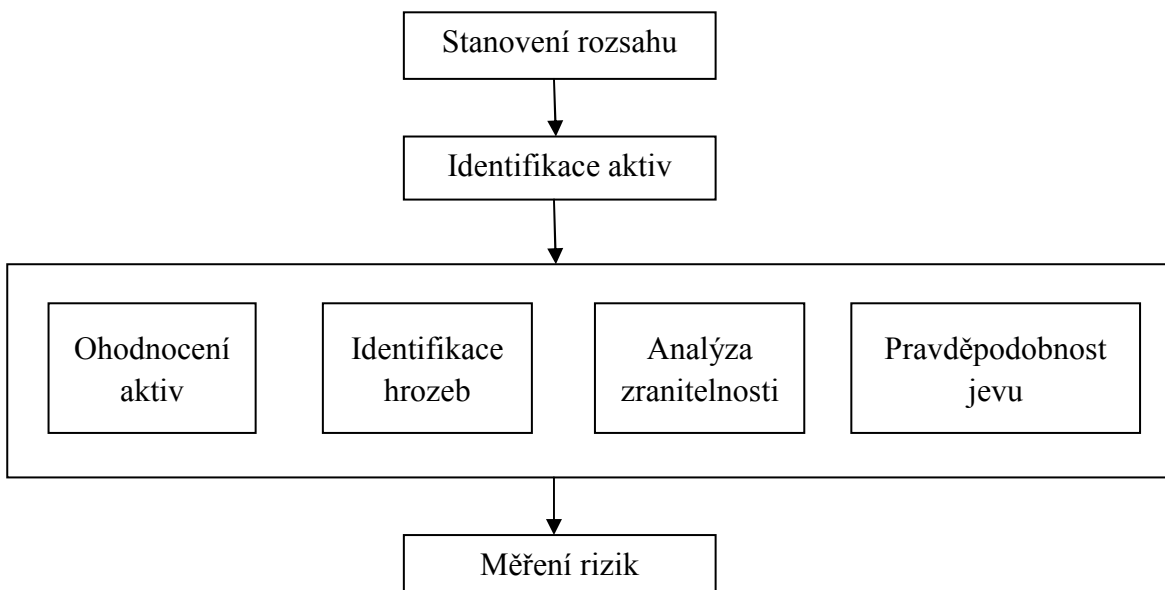 Stanovení rozsahu
Identifikace aktiv
Ohodnocení
aktiv
Identifikace
hrozeb
Analýza
zranitelnosti
Pravděpodobnost
jevu
Měření rizik